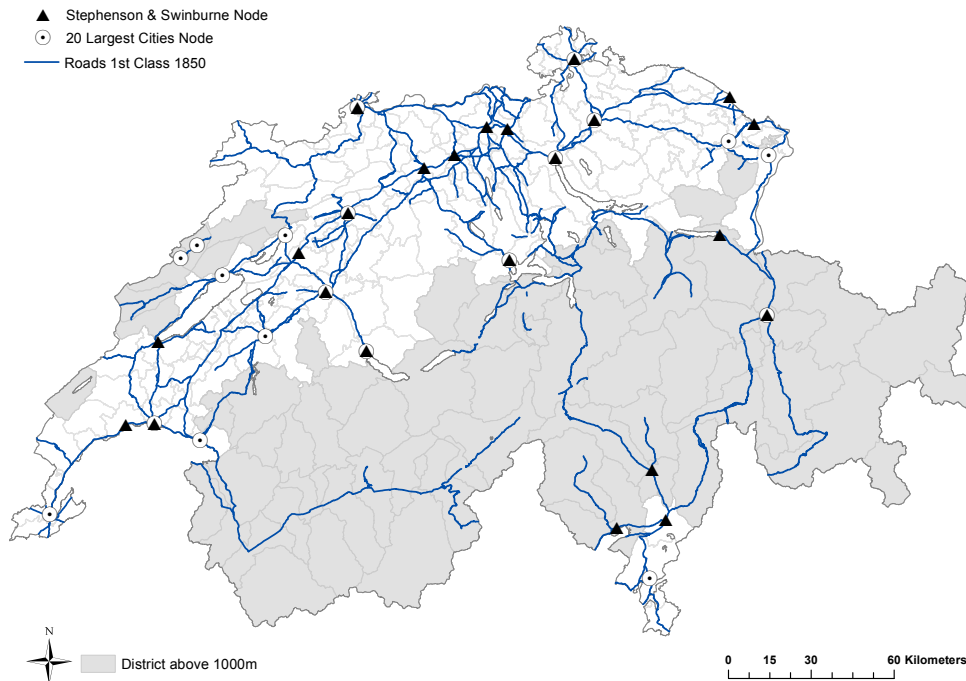 Stephenson & Swinburne Node
20 Largest Cities Node
Roads 1st Class 1850
N
District above 1000m
0 15 30 60 Kilometers